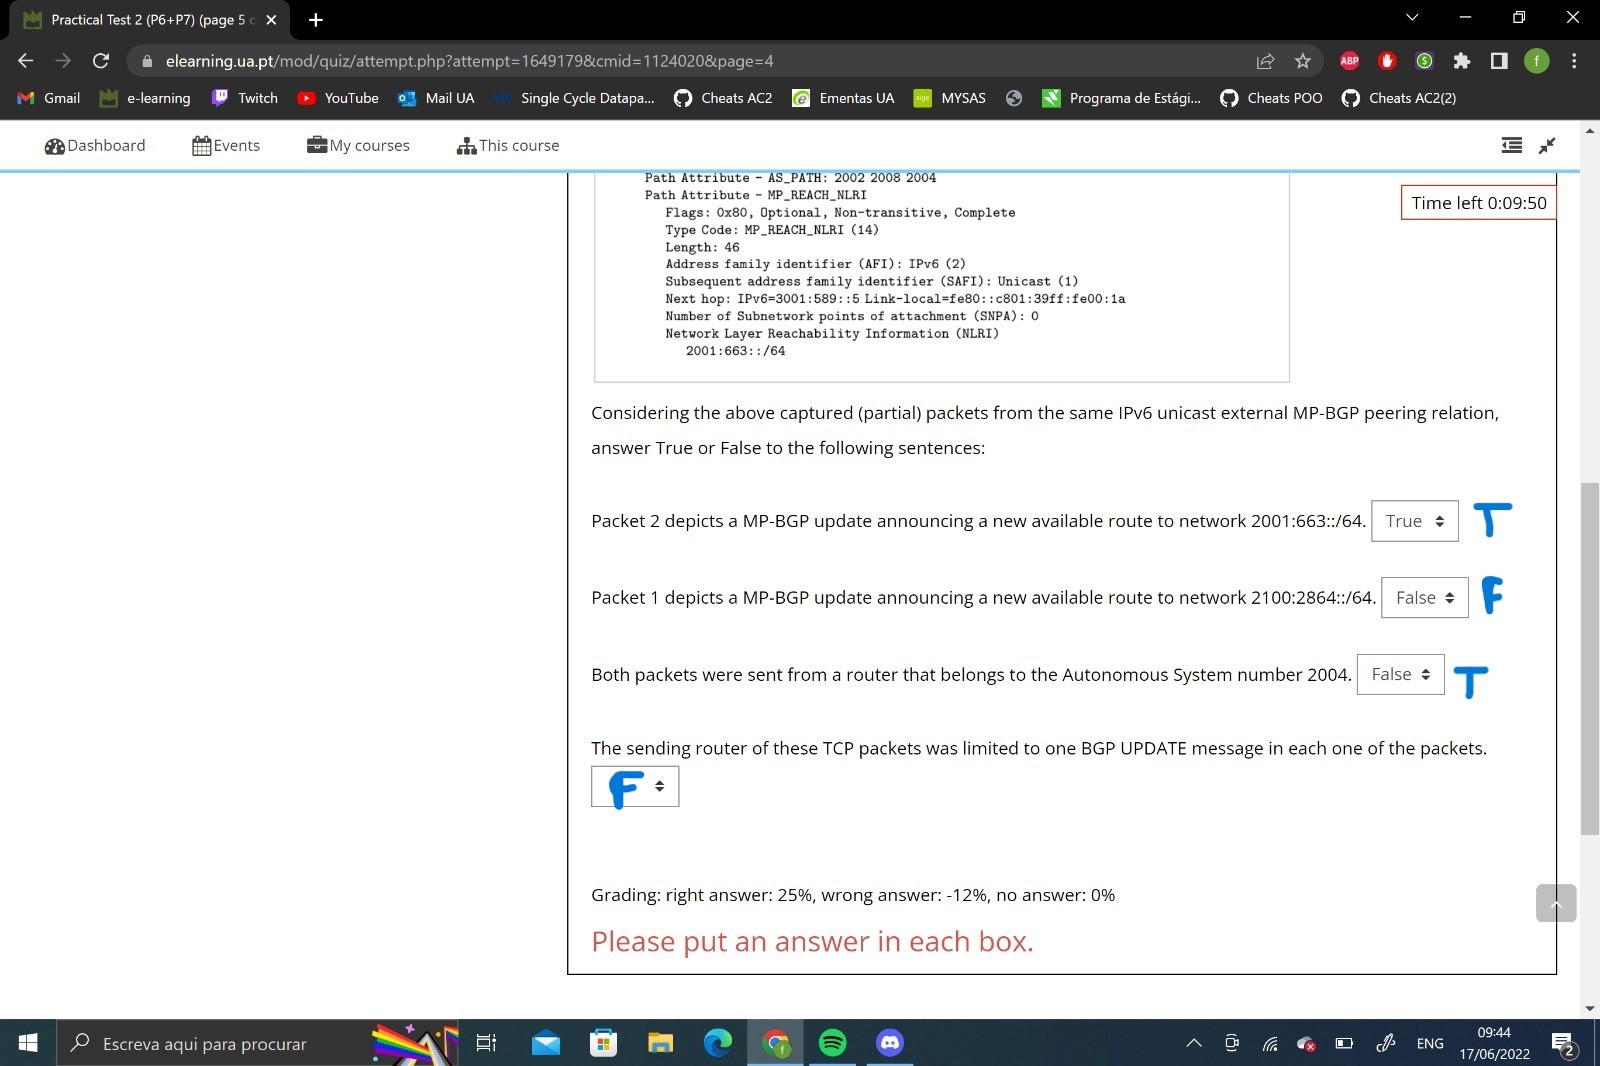 Practical Test 2 (P6+P7) (page 5 o
elearning.ua.pt/mod/quiz/attempt.php?attempt=1649179&cmid=1124020&page=4
ABP
f
Gmail e-learning Twitch YouTube Mail UA Single Cycle Datapa... Cheats AC2 Ementas UA MYSAS Programa de Estági... Cheats POO Cheats AC2(2)
Dashboard Events My courses This course
Time left 0:09:50
Path Attribute - AS_PATH: 2002 2008 2004
Path Attribute - MP_REACH_NLRI
Flags: 0x80, Optional, Non-transitive, Complete
Type Code: MP_REACH_NLRI (14)
Length: 46
Address family identifier (AFI): IPv6 (2)
Subsequent address family identifier (SAFI): Unicast (1)
Next hop: IPv6=3001:589::5 Link-local=fe80::c801:39ff:fe00:1a
Number of Subnetwork points of attachment (SNPA): 0
Network Layer Reachability Information (NLRI)
2001:663::/64
Considering the above captured (partial) packets from the same IPv6 unicast external MP-BGP peering relation,
answer True or False to the following sentences:
Packet 2 depicts a MP-BGP update announcing a new available route to network 2001:663::/64. True T
Packet 1 depicts a MP-BGP update announcing a new available route to network 2100:2864::/64. False F
Both packets were sent from a router that belongs to the Autonomous System number 2004. False T
The sending router of these TCP packets was limited to one BGP UPDATE message in each one of the packets.
F
Grading: right answer: 25%, wrong answer: -12%, no answer: 0%
Please put an answer in each box.
Escreva aqui para procurar
ENG
09:44
17/06/2022
2